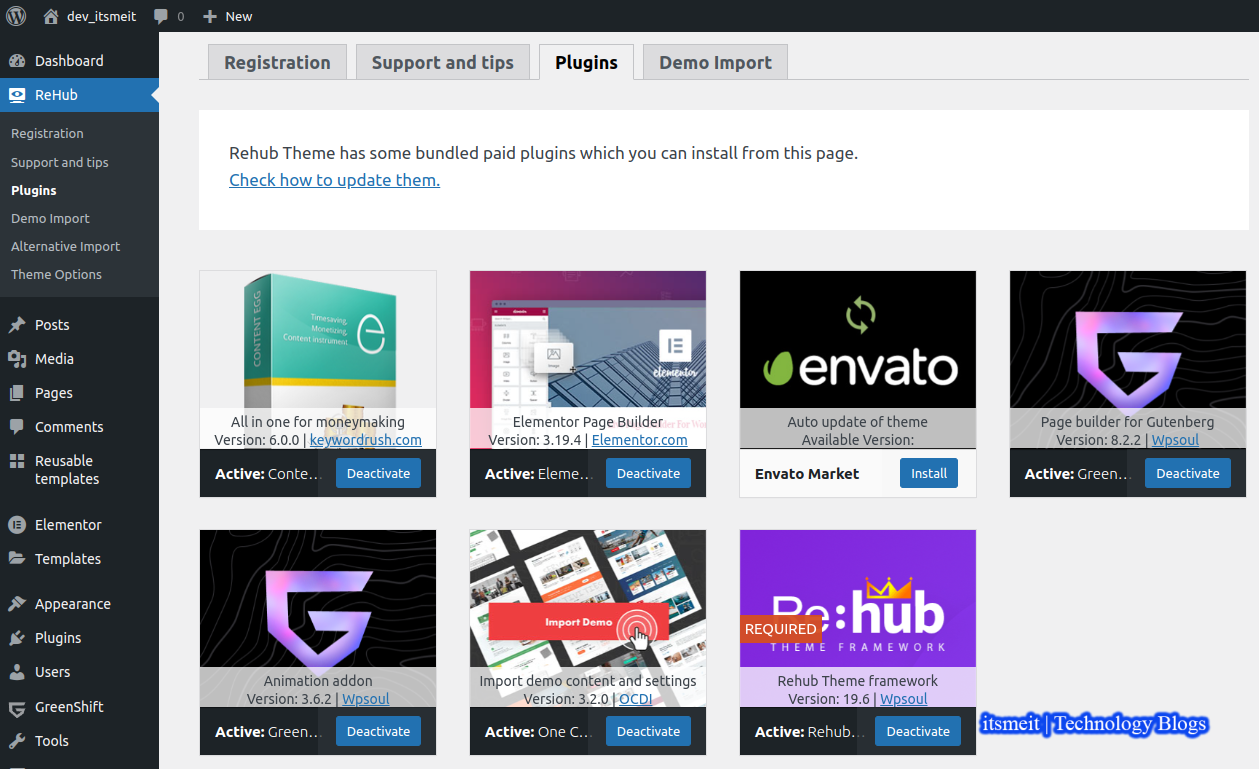 dev_itsmeit 0 New
Dashboard
ReHub
Registration
Support and tips
Plugins
Demo Import
Alternative Import
Theme Options
Posts
Media
Pages
Comments
Reusable
templates
Elementor
Templates
Appearance
Plugins
Users
GreenShift
Tools
Registration Support and tips Plugins Demo Import
Rehub Theme has some bundled paid plugins which you can install from this page.
Check how to update them.
CONTENT EGG
Timesaving.
Monetizing.
Content instrument!
e
All in one for moneymaking
Version: 6.0.0 | keywordrush.com
Active: Conte... Deactivate
elementor
Image
elementor
Elementor Page Builder
Version: 3.19.4 | Elementor.com
Active: Eleme... Deactivate
envato
Auto update of theme
Available Version:
Envato Market Install
G
Page builder for Gutenberg
Version: 8.2.2 | Wpsoul
Active: Green... Deactivate
G
Animation addon
Version: 3.6.2 | Wpsoul
Active: Green... Deactivate
Import Demo
Import demo content and settings
Version: 3.2.0 | OCDI
Active: One C... Deactivate
Re:hub
REQUIRED
THEME FRAMEWORK
Rehub Theme framework
Version: 19.6 | Wpsoul
Active: Rehub... Deactivate
itsmeit | Technology Blogs